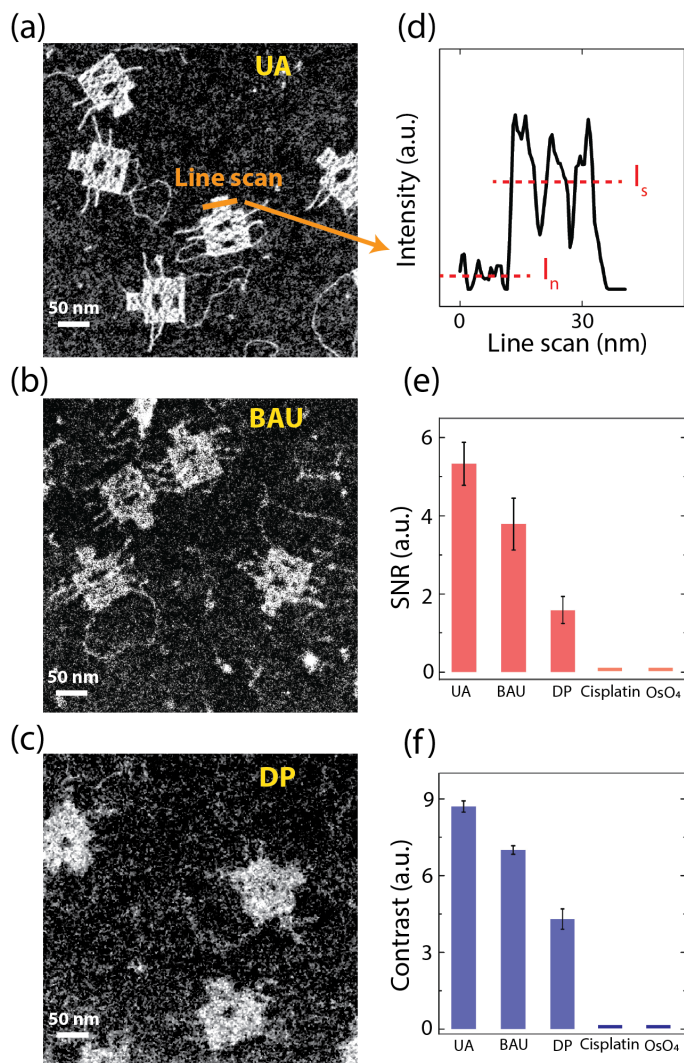 (a)
UA
Line scan
50 nm
(b)
BAU
50 nm
(c)
DP
50 nm
(d)
Intensity (a.u.)
Is
In
0 30
Line scan (nm)
(e)
SNR (a.u.)
6
4
2
0
UA BAU DP Cisplatin OsO₄
(f)
Contrast (a.u.)
9
6
3
0
UA BAU DP Cisplatin OsO₄